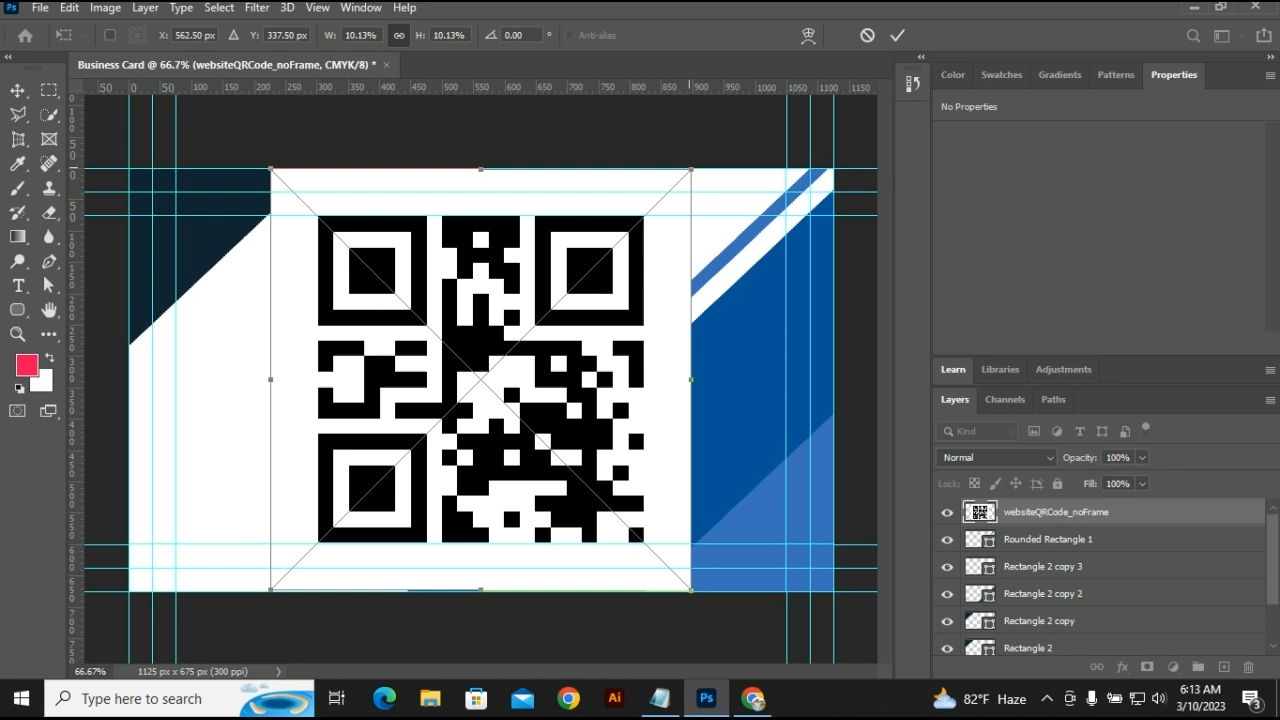 Ps File Edit Image Layer Type Select Filter 3D View Window Help
X: 562.50 px Y: 337.50 px W: 10.13% H: 10.13% 0.00 ° Anti-alias
Business Card @ 66.7% (websiteQRCode_noFrame, CMYK/8) * ×
50 0 50 100 150 200 250 300 350 400 450 500 550 600 650 700 750 800 850 900 950 1000 1050 1100 1150
Color Swatches Gradients Patterns Properties
No Properties
Learn Libraries Adjustments
Layers Channels Paths
Kind
Normal Opacity: 100%
Lock: Fill: 100%
websiteQRCode_noFrame
Rounded Rectangle 1
Rectangle 2 copy 3
Rectangle 2 copy 2
Rectangle 2 copy
Rectangle 2
66.67% 1125 px x 675 px (300 ppi)
Type here to search
Ai Ps
82°F Haze
6:13 AM
3/10/2023
3